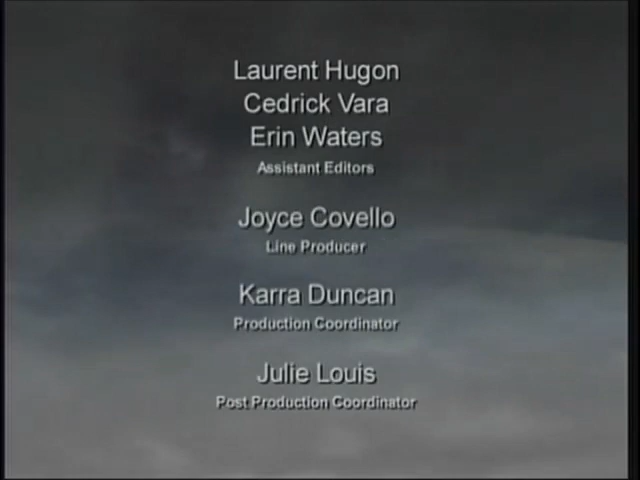 Laurent Hugon
Cedrick Vara
Erin Waters
Assistant Editors
Joyce Covello
Line Producer
Karra Duncan
Production Coordinator
Julie Louis
Post Production Coordinator